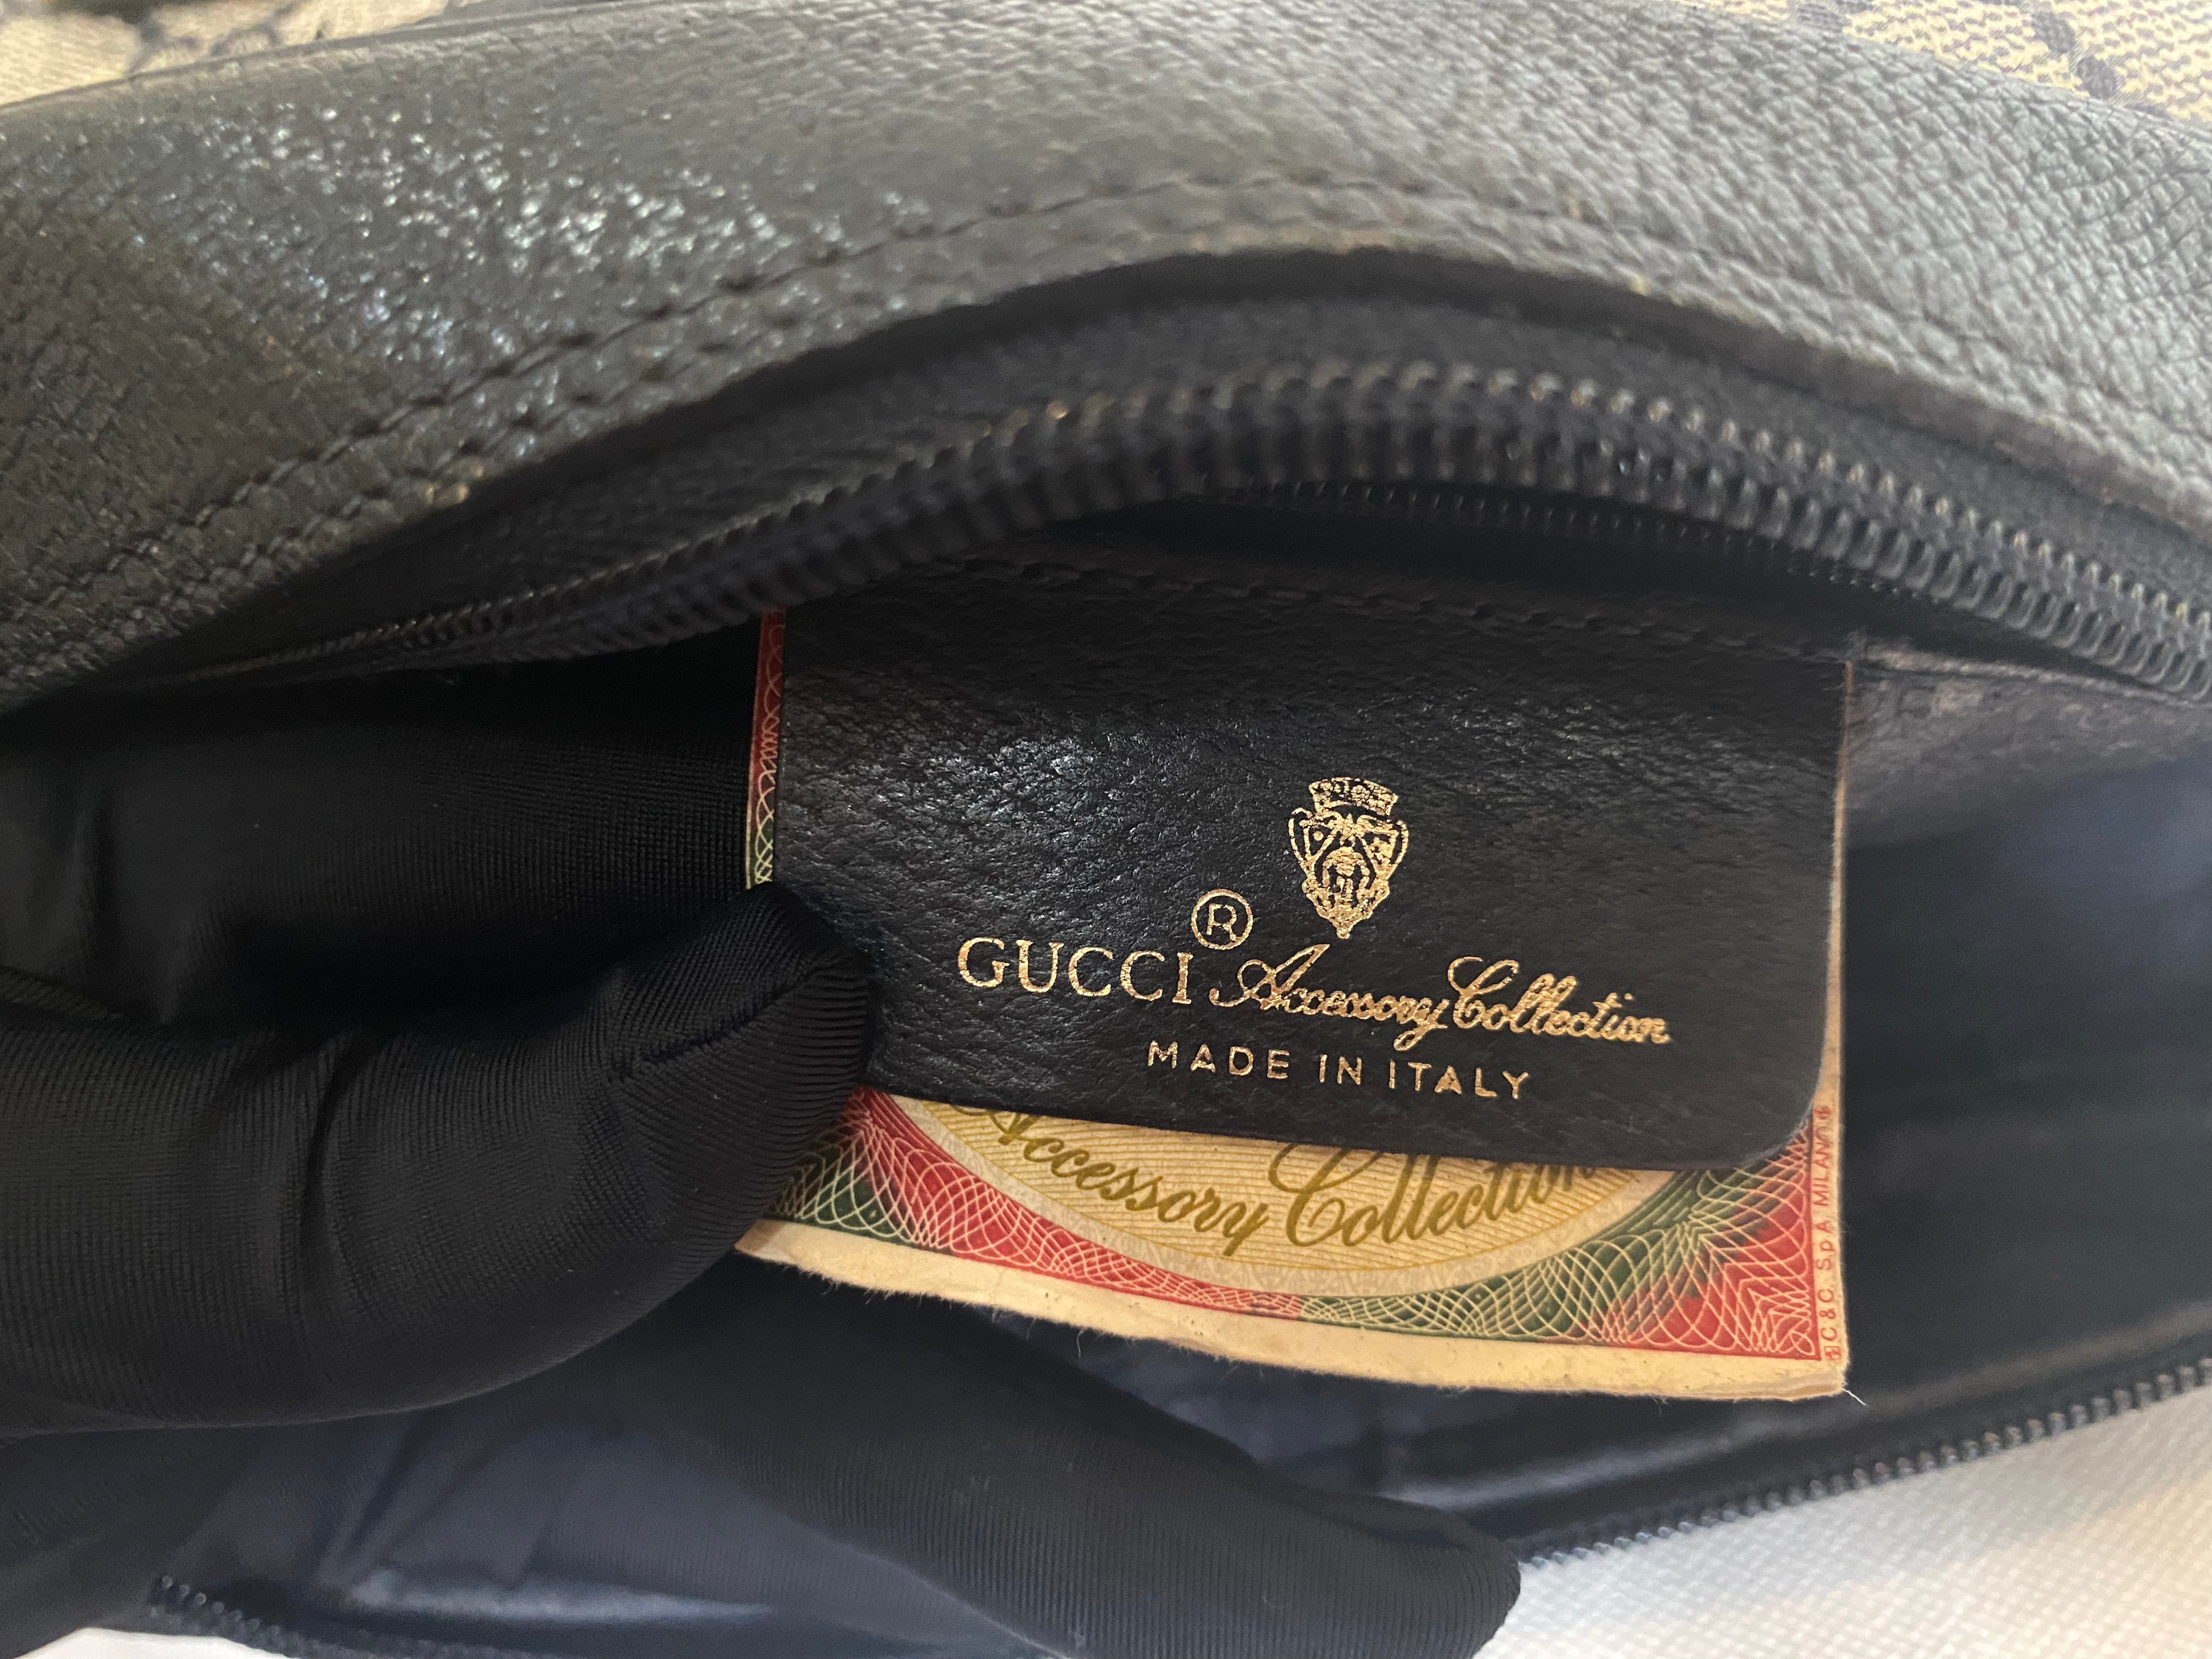 GUCCI® Accessory Collection
MADE IN ITALY
Accessory Collection
C. & C. S.p.A. MILANO